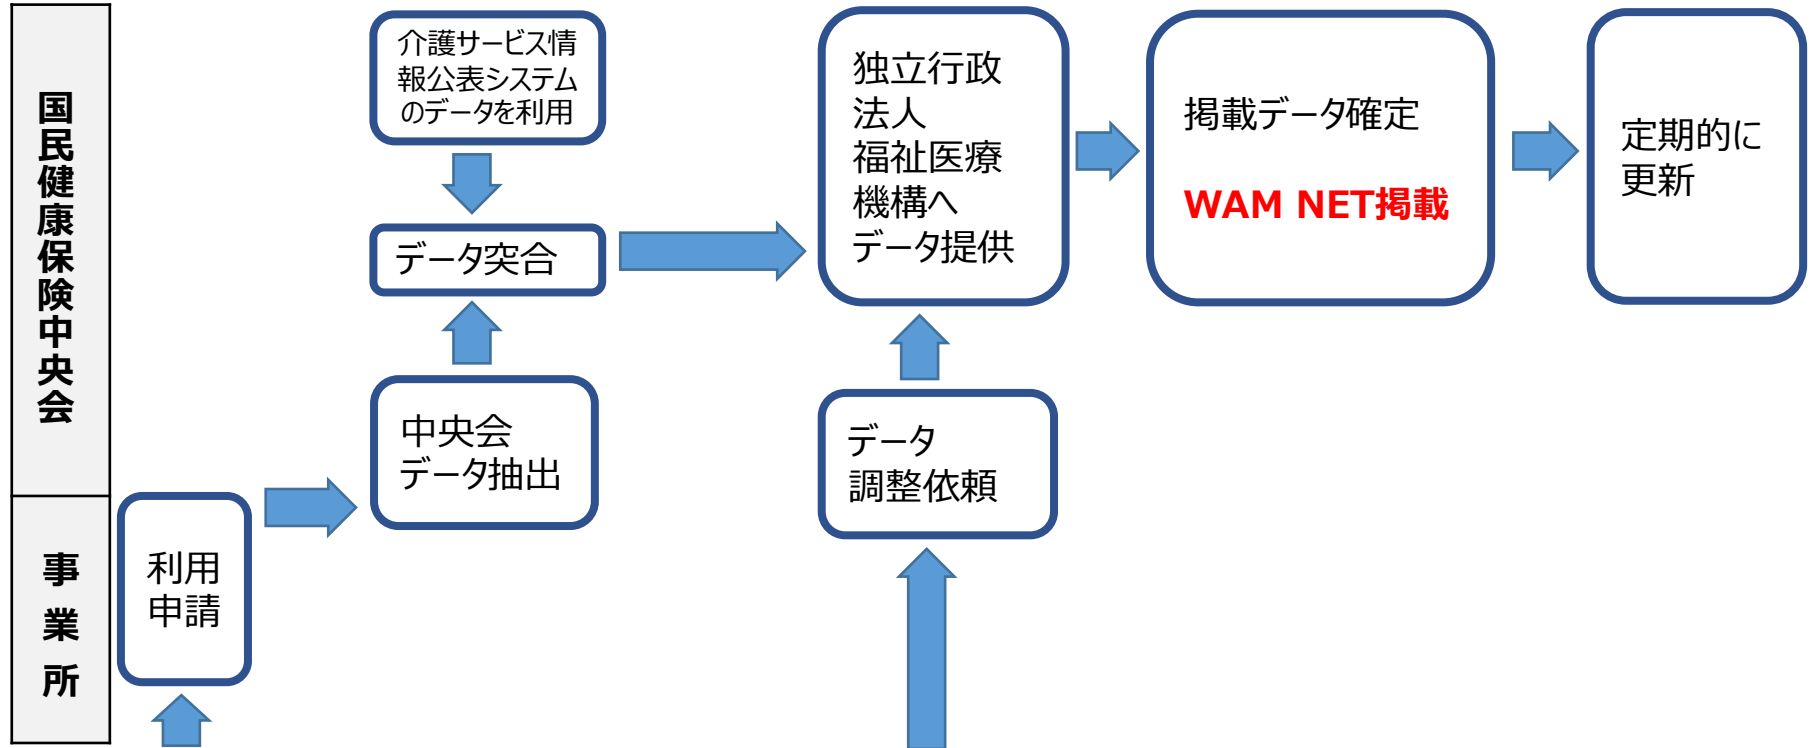 国民健康保険中央会
事業所
利用
申請
介護サービス情
報公表システム
のデータを利用
データ突合
中央会
データ抽出
独立行政
法人
福祉医療
機構へ
データ提供
データ
調整依頼
掲載データ確定
WAM NET掲載
定期的に
更新